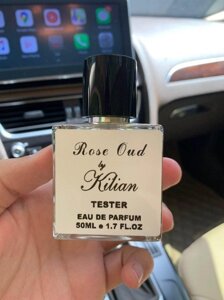 Rose Oud
by
Kilian
TESTER
EAU DE PARFUM
50ML e 1.7 FL.OZ